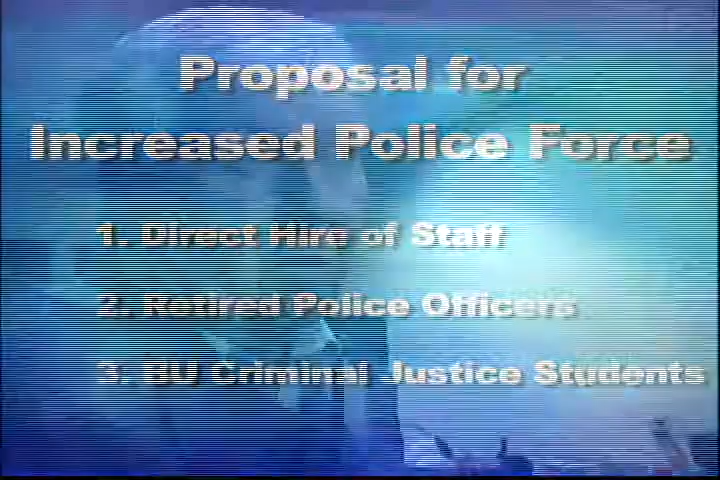 Proposal for
Increased Police Force
1. Direct Hire of Staff
2. Retired Police Officers
3. BU Criminal Justice Students